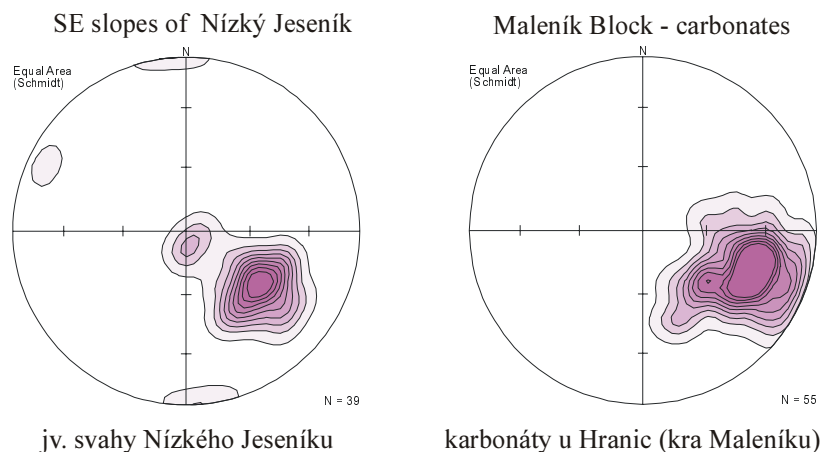 SE slopes of Nízký Jeseník
N
Equal Area
(Schmidt)
N = 39
jv. svahy Nízkého Jeseníku
Maleník Block - carbonates
N
Equal Area
(Schmidt)
N = 55
karbonáty u Hranic (kra Maleníku)